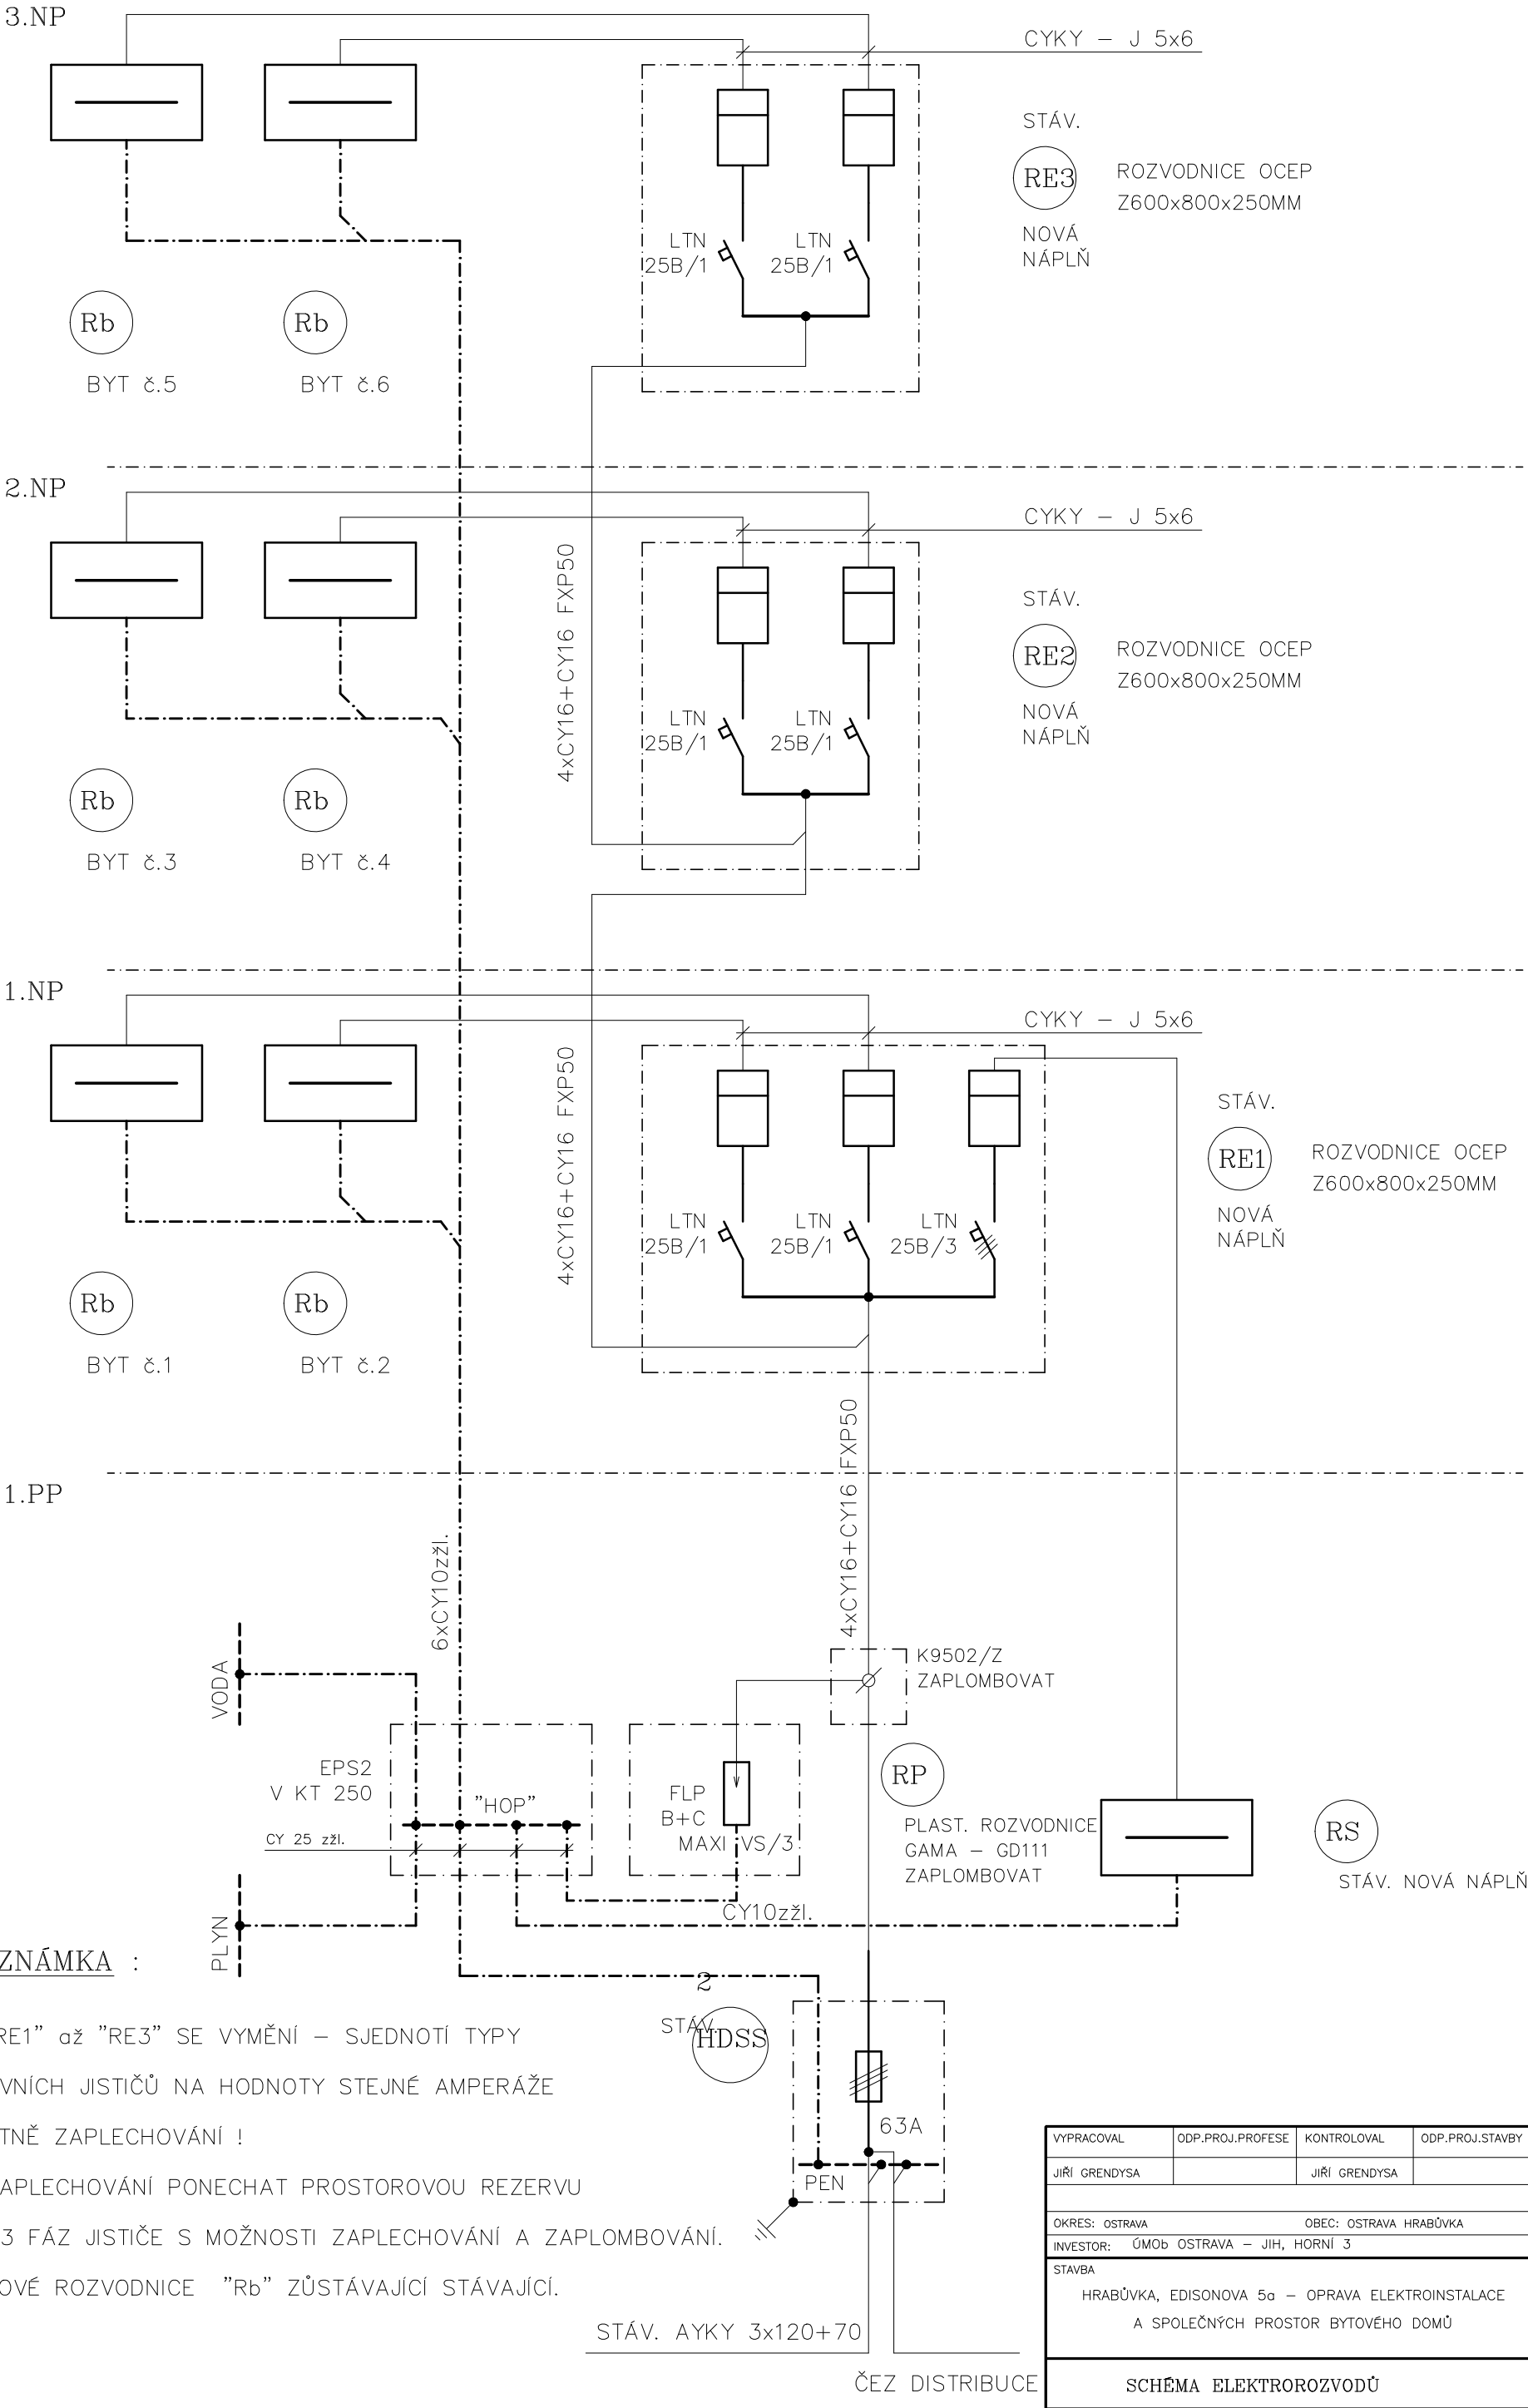 3.NP
CYKY - J 5x6
STÁV.
RE3
ROZVODNICE OCEP
Z600x800x250MM
NOVÁ
NÁPLŇ
LTN
25B/1
LTN
25B/1
Rb
Rb
BYT č.5
BYT č.6
2.NP
CYKY - J 5x6
4xCY16+CY16 FXP50
STÁV.
RE2
ROZVODNICE OCEP
Z600x800x250MM
NOVÁ
NÁPLŇ
LTN
25B/1
LTN
25B/1
Rb
Rb
BYT č.3
BYT č.4
1.NP
CYKY - J 5x6
4xCY16+CY16 FXP50
STÁV.
RE1
ROZVODNICE OCEP
Z600x800x250MM
NOVÁ
NÁPLŇ
LTN
25B/1
LTN
25B/1
LTN
25B/3
Rb
Rb
BYT č.1
BYT č.2
4xCY16+CY16 FXP50
1.PP
6xCY10zžl.
VODA
K9502/Z
ZAPLOMBOVAT
EPS2
V KT 250
"HOP"
CY 25 zžl.
FLP
B+C
MAXI VS/3
RP
PLAST. ROZVODNICE
GAMA - GD111
ZAPLOMBOVAT
RS
STÁV. NOVÁ NÁPLŇ
CY10zžl.
PLYN
ZNÁMKA :
2
STÁV.
HDSS
63A
PEN
RE1" až "RE3" SE VYMĚNÍ - SJEDNOTÍ TYPY
VNÍCH JISTIČŮ NA HODNOTY STEJNÉ AMPERÁŽE
TNĚ ZAPLECHOVÁNÍ !
APLECHOVÁNÍ PONECHAT PROSTOROVOU REZERVU
3 FÁZ JISTIČE S MOŽNOSTI ZAPLECHOVÁNÍ A ZAPLOMBOVÁNÍ.
OVÉ ROZVODNICE "Rb" ZŮSTÁVAJÍCÍ STÁVAJÍCÍ.
STÁV. AYKY 3x120+70
ČEZ DISTRIBUCE
VYPRACOVAL ODP.PROJ.PROFESE KONTROLOVAL ODP.PROJ.STAVBY
JIŘÍ GRENDYSA JIŘÍ GRENDYSA
OKRES: OSTRAVA OBEC: OSTRAVA HRABŮVKA
INVESTOR: ÚMOb OSTRAVA - JIH, HORNÍ 3
STAVBA
HRABŮVKA, EDISONOVA 5a - OPRAVA ELEKTROINSTALACE
A SPOLEČNÝCH PROSTOR BYTOVÉHO DOMŮ
SCHÉMA ELEKTROROZVODŮ